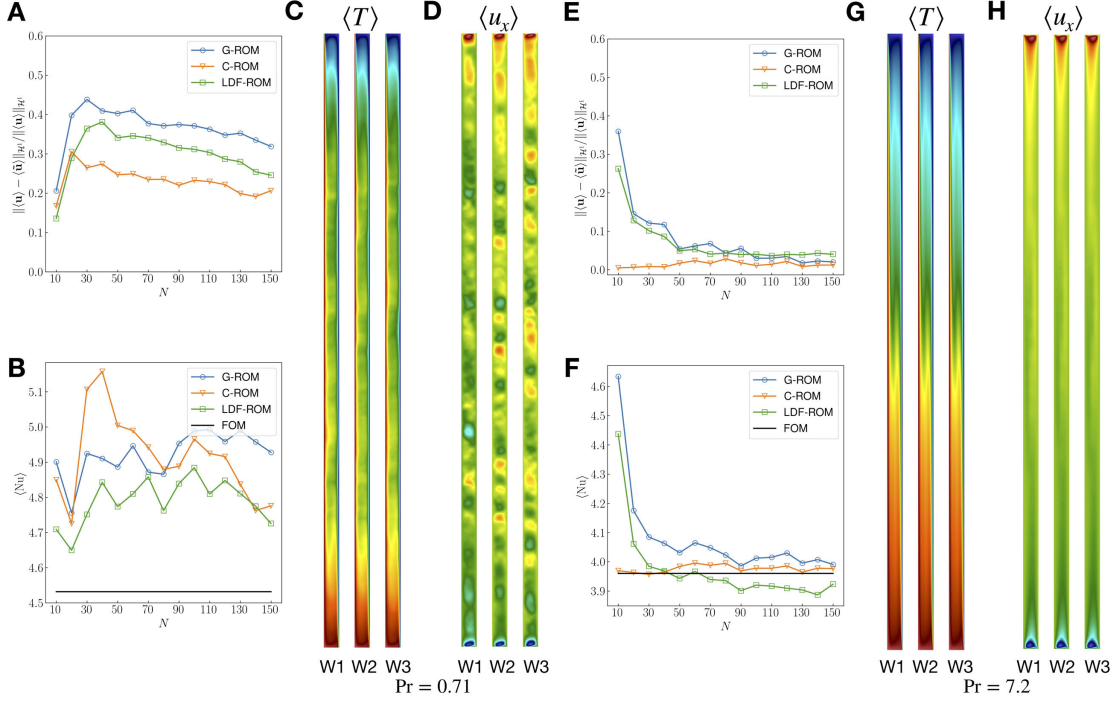 A
‖⟨u⟩ − ⟨ũ⟩‖_{ℋ¹}/‖⟨u⟩‖_{ℋ¹}
0.6
0.5
0.4
0.3
0.2
0.1
0.0
10 30 50 70 90 110 130 150
N
G-ROM
C-ROM
LDF-ROM
B
⟨Nu⟩
5.1
5.0
4.9
4.8
4.7
4.6
4.5
10 30 50 70 90 110 130 150
N
G-ROM
C-ROM
LDF-ROM
FOM
C
⟨T⟩
W1 W2 W3
D
⟨u_x⟩
W1 W2 W3
Pr = 0.71
E
‖⟨u⟩ − ⟨ũ⟩‖_{ℋ¹}/‖⟨u⟩‖_{ℋ¹}
0.6
0.5
0.4
0.3
0.2
0.1
0.0
10 30 50 70 90 110 130 150
N
G-ROM
C-ROM
LDF-ROM
F
⟨Nu⟩
4.6
4.5
4.4
4.3
4.2
4.1
4.0
3.9
10 30 50 70 90 110 130 150
N
G-ROM
C-ROM
LDF-ROM
FOM
G
⟨T⟩
W1 W2 W3
H
⟨u_x⟩
W1 W2 W3
Pr = 7.2